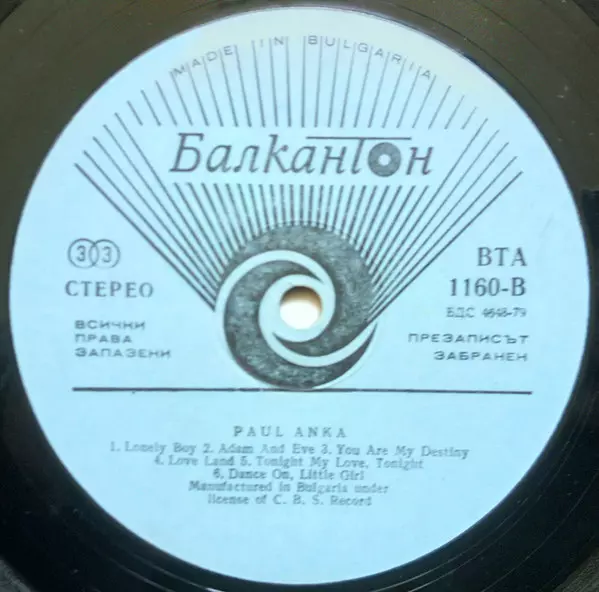 MADE IN BULGARIA
Балкантон
33
СТЕРЕО
ВТА
1160-В
БДС 4648-79
ВСИЧКИ
ПРАВА
ЗАПАЗЕНИ
ПРЕЗАПИСЪТ
ЗАБРАНЕН
PAUL ANKA
1. Lonely Boy 2. Adam And Eve 3. You Are My Destiny
4. Love Land 5. Tonight My Love, Tonight
6. Dance On, Little Girl
Manufactured in Bulgaria under
license of C. B. S. Record